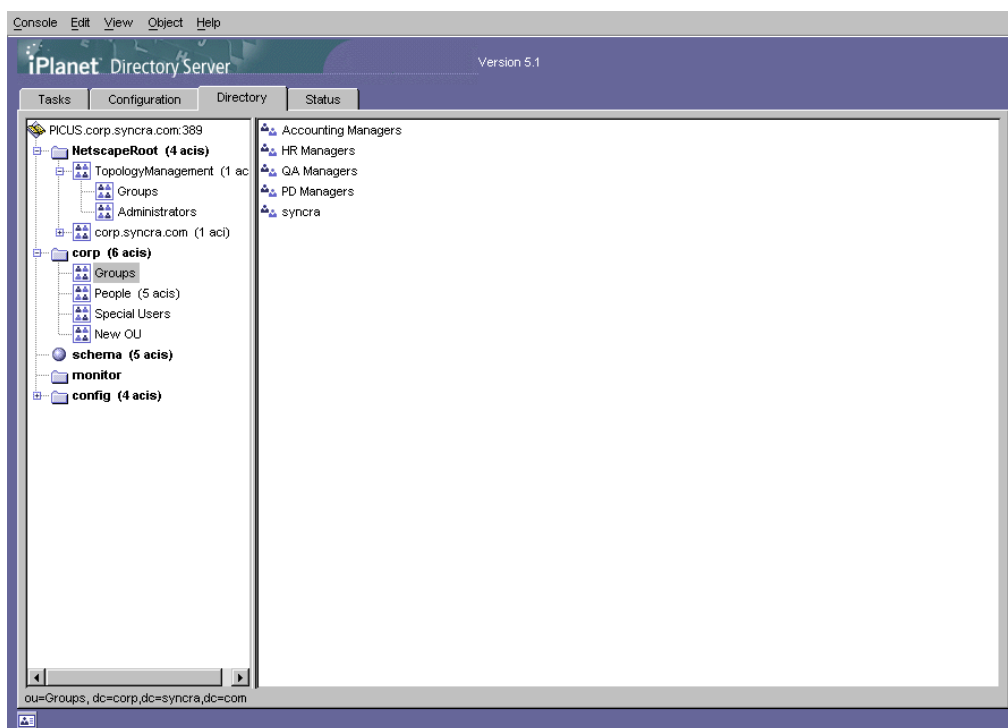 Console Edit View Object Help
iPlanet Directory Server
Version 5.1
Tasks Configuration Directory Status
PICUS.corp.syncra.com:389
NetscapeRoot (4 acis)
TopologyManagement (1 ac
Groups
Administrators
corp.syncra.com (1 aci)
corp (6 acis)
Groups
People (5 acis)
Special Users
New OU
schema (5 acis)
monitor
config (4 acis)
Accounting Managers
HR Managers
QA Managers
PD Managers
syncra
ou=Groups, dc=corp,dc=syncra,dc=com